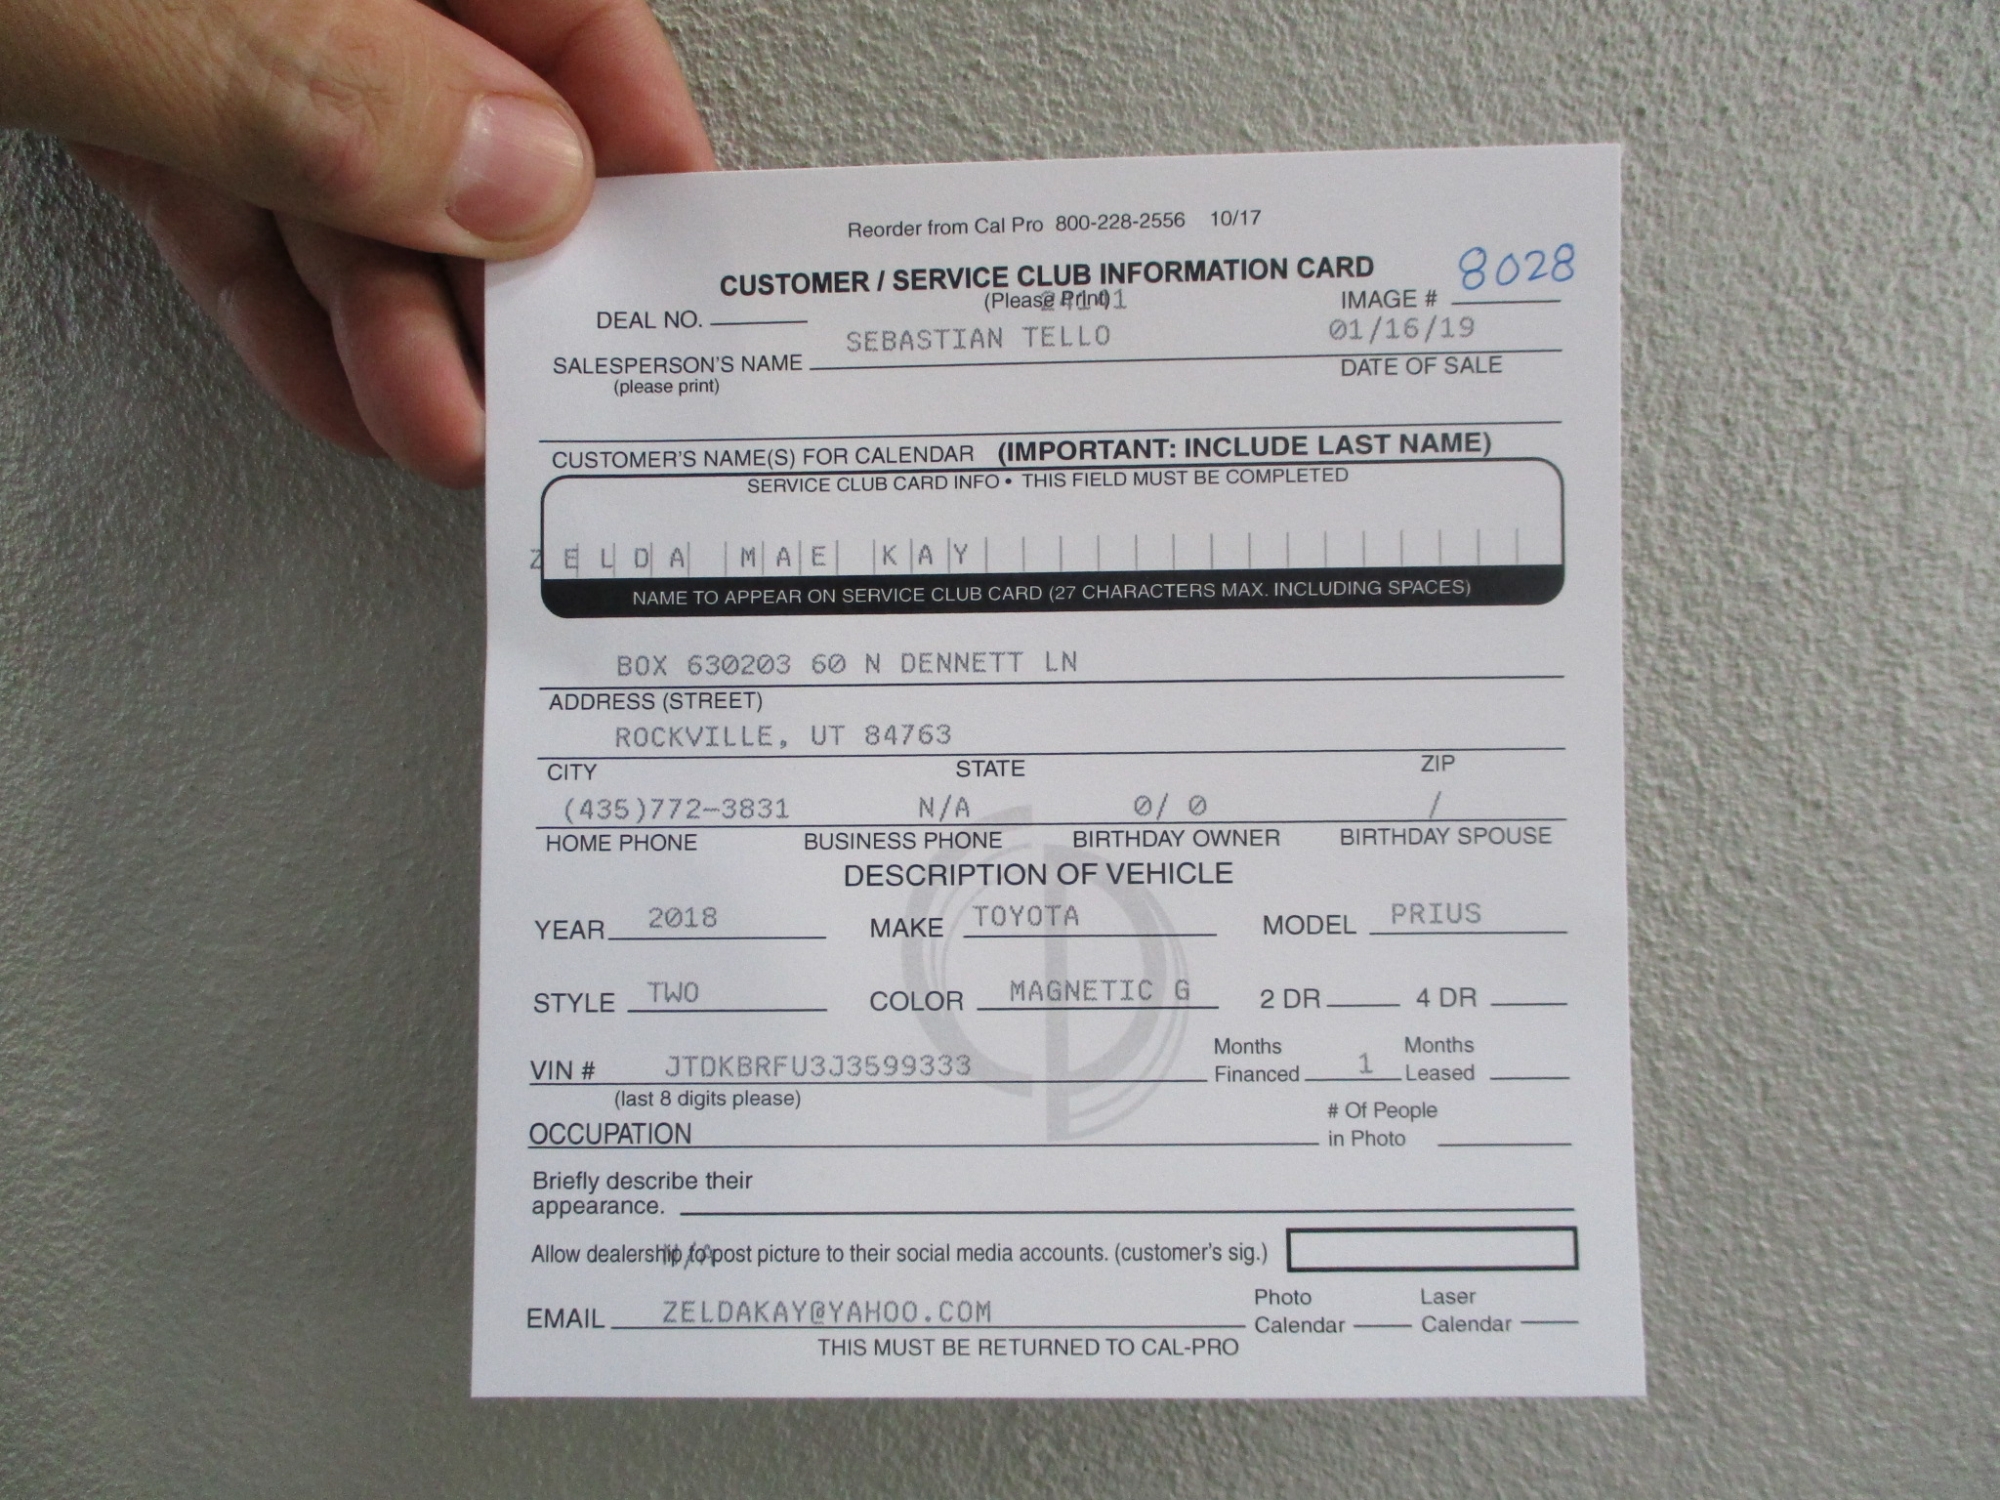 Reorder from Cal Pro 800-228-2556 10/17
CUSTOMER / SERVICE CLUB INFORMATION CARD
8028
(Please Print)
IMAGE #
DEAL NO.
SEBASTIAN TELLO 01/16/19
SALESPERSON'S NAME DATE OF SALE
(please print)
CUSTOMER'S NAME(S) FOR CALENDAR (IMPORTANT: INCLUDE LAST NAME)
SERVICE CLUB CARD INFO • THIS FIELD MUST BE COMPLETED
ZELDA MAE KAY
NAME TO APPEAR ON SERVICE CLUB CARD (27 CHARACTERS MAX. INCLUDING SPACES)
BOX 630203 60 N DENNETT LN
ADDRESS (STREET)
ROCKVILLE, UT 84763
CITY STATE ZIP
(435)772-3831 N/A 0/ 0 /
HOME PHONE BUSINESS PHONE BIRTHDAY OWNER BIRTHDAY SPOUSE
DESCRIPTION OF VEHICLE
YEAR 2018 MAKE TOYOTA MODEL PRIUS
STYLE TWO COLOR MAGNETIC G 2 DR 4 DR
VIN # JTDKBRFU3J3599333 Months Financed 1 Months Leased
(last 8 digits please)
OCCUPATION # Of People in Photo
Briefly describe their
appearance.
Allow dealership to post picture to their social media accounts. (customer's sig.)
N/A
EMAIL ZELDAKAY@YAHOO.COM Photo Calendar Laser Calendar
THIS MUST BE RETURNED TO CAL-PRO